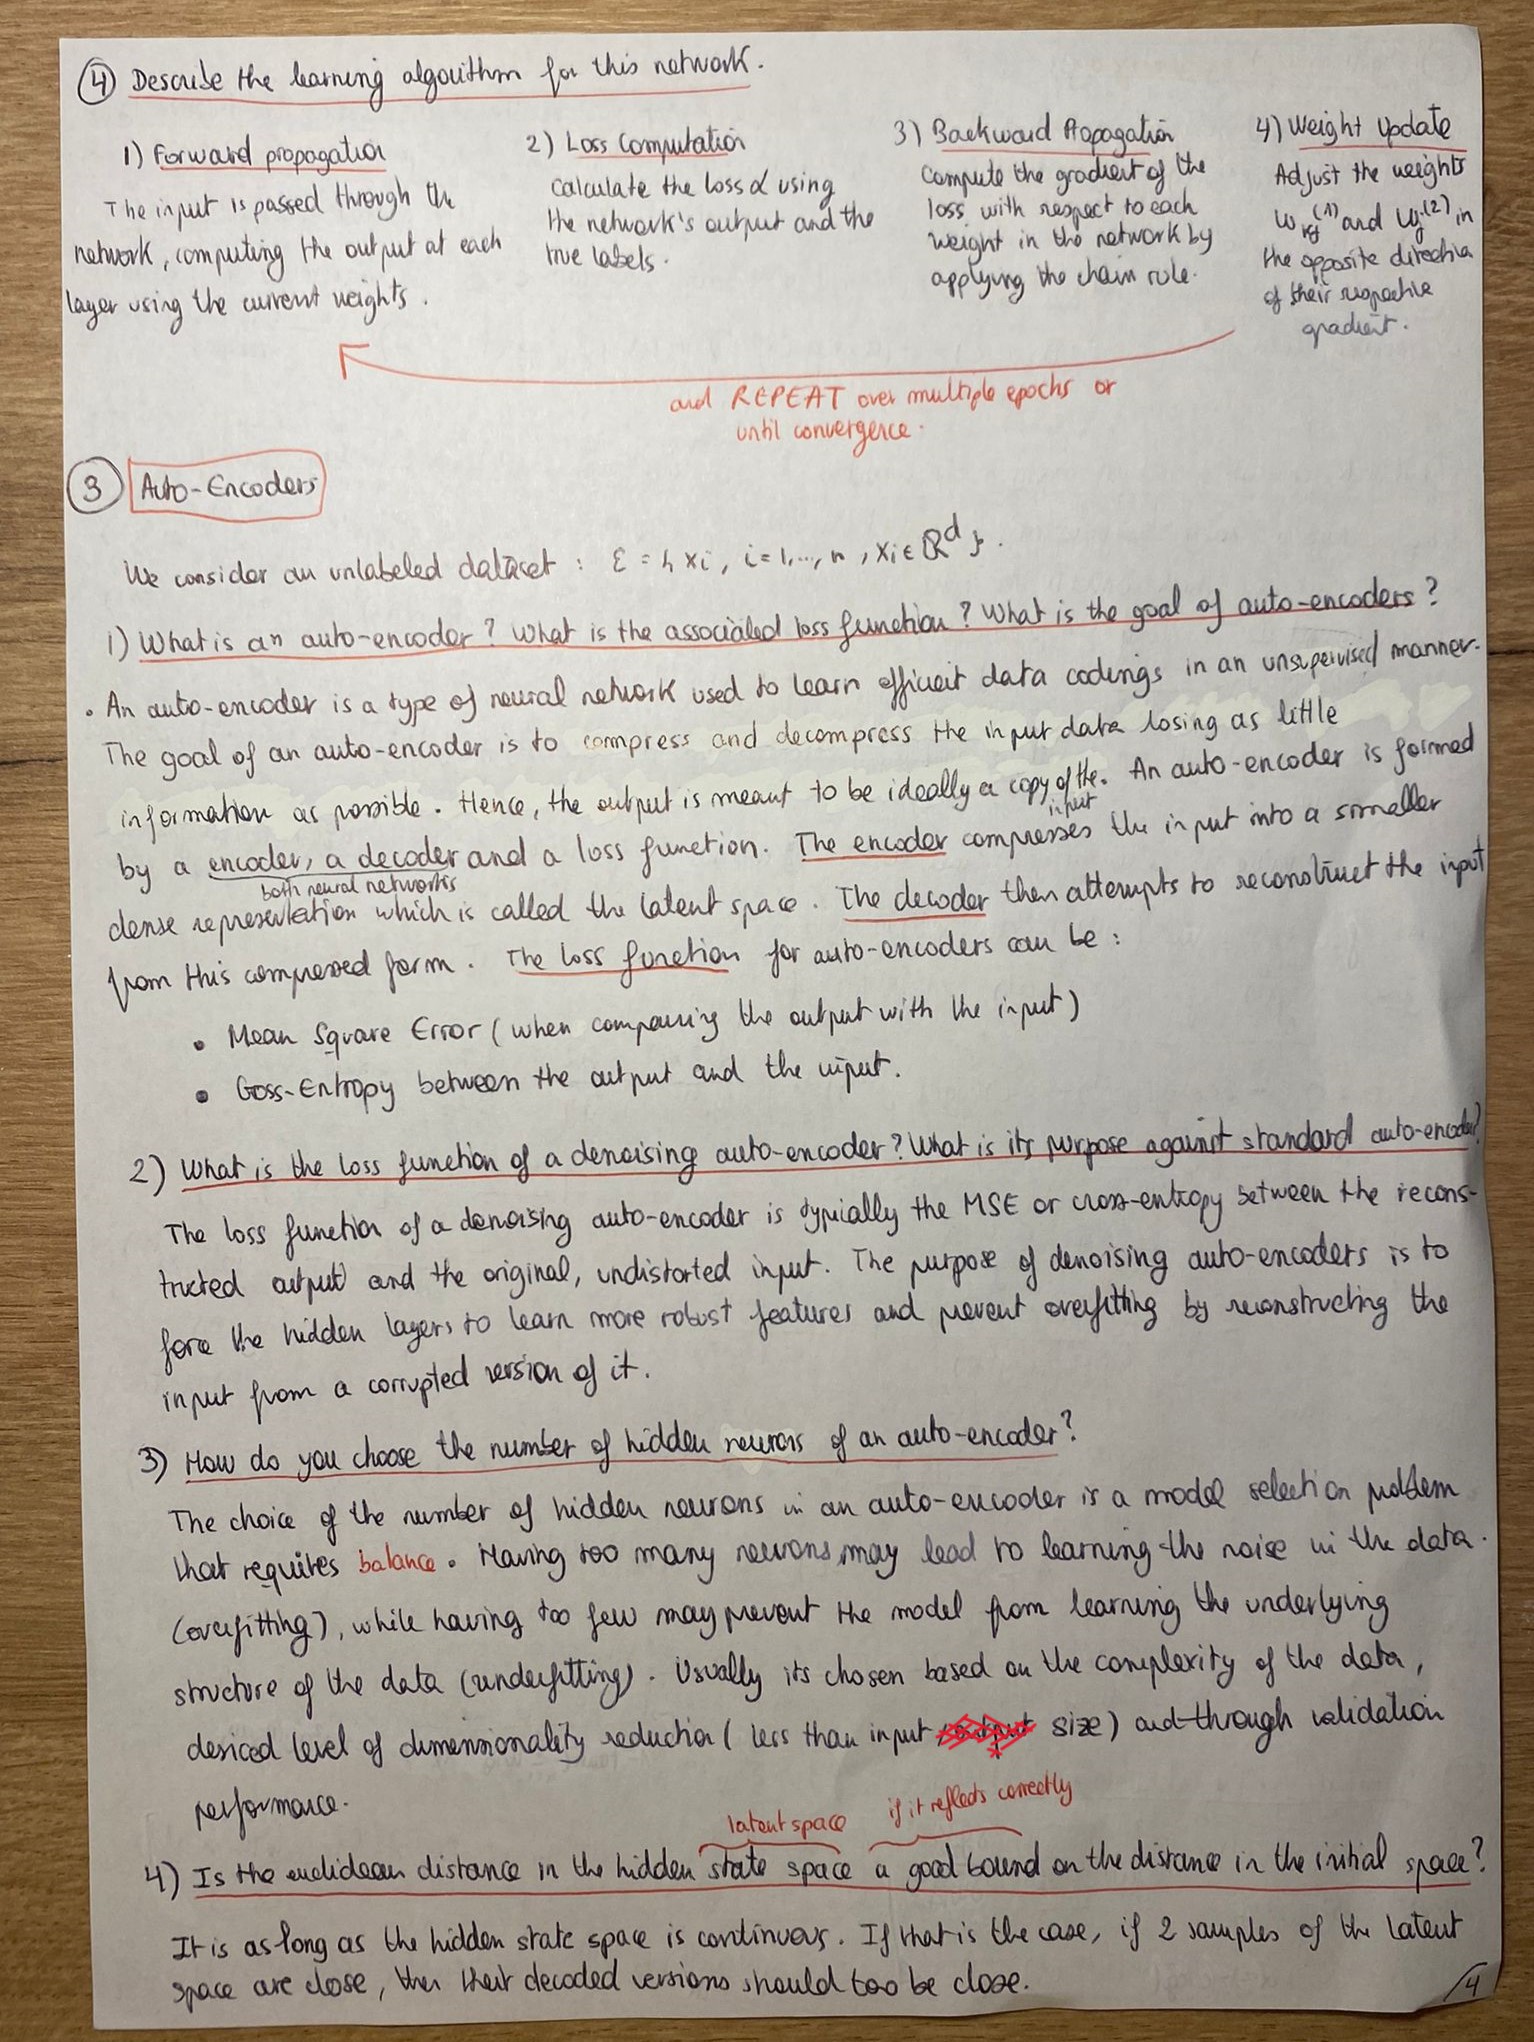 4 Describe the learning algorithm for this network.
1) Forward propagation
The input is passed through the
network, computing the output at each
layer using the current weights.
2) Loss Computation
Calculate the loss L using
the network's output and the
true labels.
3) Backward Propagation
Compute the gradient of the
loss with respect to each
weight in the network by
applying the chain rule.
4) Weight Update
Adjust the weights
w_ij^(1) and w_j^(2) in
the opposite direction
of their respective
gradient.
and REPEAT over multiple epochs or
until convergence.
3 Auto-Encoders
We consider an unlabeled dataset : Ɛ = { xi, i=1,..., n, xi ∈ ℝ^d }.
1) What is an auto-encoder? What is the associated loss function? What is the goal of auto-encoders?
• An auto-encoder is a type of neural network used to learn efficient data codings in an unsupervised manner.
The goal of an auto-encoder is to compress and decompress the input data losing as little
information as possible. Hence, the output is meant to be ideally a copy of the input. An auto-encoder is formed
by a encoder, a decoder and a loss function. The encoder compresses the input into a smaller
both neural networks
dense representation which is called the latent space. The decoder then attempts to reconstruct the input
from this compressed form. The loss function for auto-encoders can be :
• Mean Square Error (when comparing the output with the input)
• Cross-Entropy between the output and the input.
2) What is the loss function of a denoising auto-encoder? What is its purpose against standard auto-encoder?
The loss function of a denoising auto-encoder is typically the MSE or cross-entropy between the recons-
tructed output and the original, undistorted input. The purpose of denoising auto-encoders is to
force the hidden layers to learn more robust features and prevent overfitting by reconstructing the
input from a corrupted version of it.
3) How do you choose the number of hidden neurons of an auto-encoder?
The choice of the number of hidden neurons in an auto-encoder is a model selection problem
that requires balance. Having too many neurons may lead to learning the noise in the data.
(overfitting), while having too few may prevent the model from learning the underlying
structure of the data (underfitting). Usually its chosen based on the complexity of the data,
desired level of dimensionality reduction ( less than input size) and through validation
performance.
latent space if it reflects correctly
4) Is the euclidean distance in the hidden state space a good bound on the distance in the initial space?
It is as long as the hidden state space is continuous. If that is the case, if 2 samples of the latent
space are close, then their decoded versions should too be close.
/4